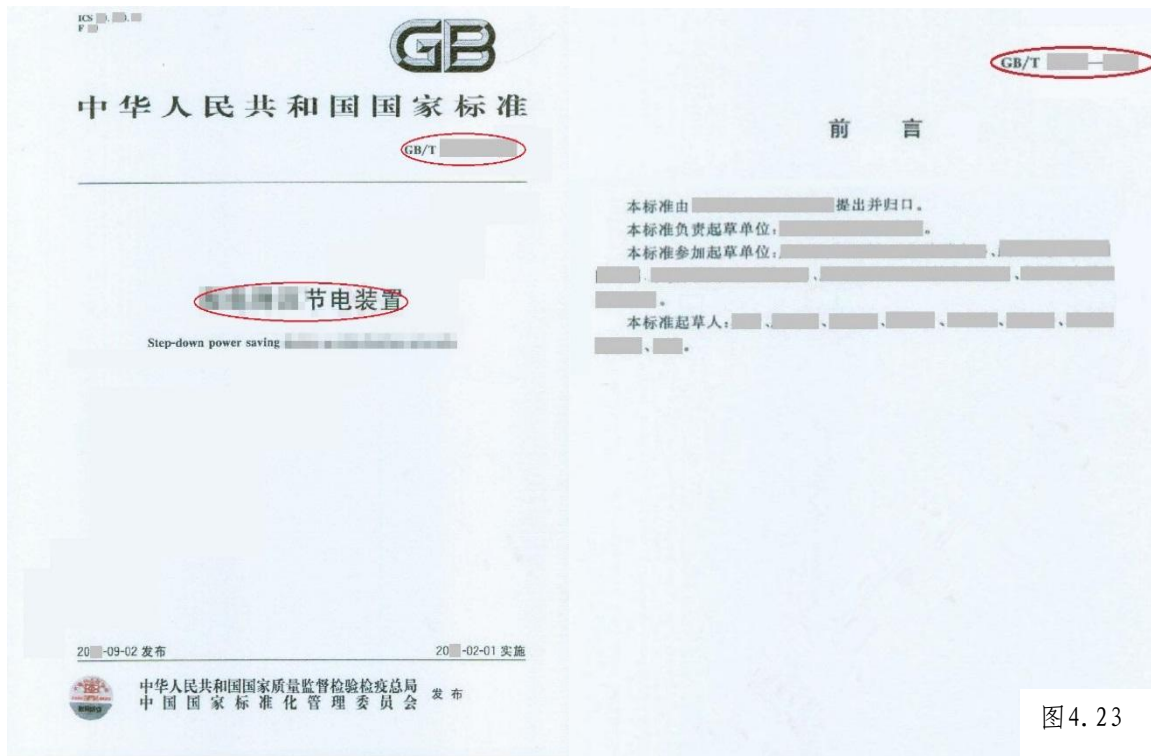 ICS
F
GB
中华人民共和国国家标准
GB/T
节电装置
Step-down power saving
20 -09-02 发布
20 -02-01 实施
中华人民共和国国家质量监督检验检疫总局
中国国家标准化管理委员会
发布
GB/T —
前 言
本标准由 提出并归口。
本标准负责起草单位: 。
本标准参加起草单位: 、
、 、 、
。
本标准起草人: 、 、 、 、 、 、
、 。
图4.23